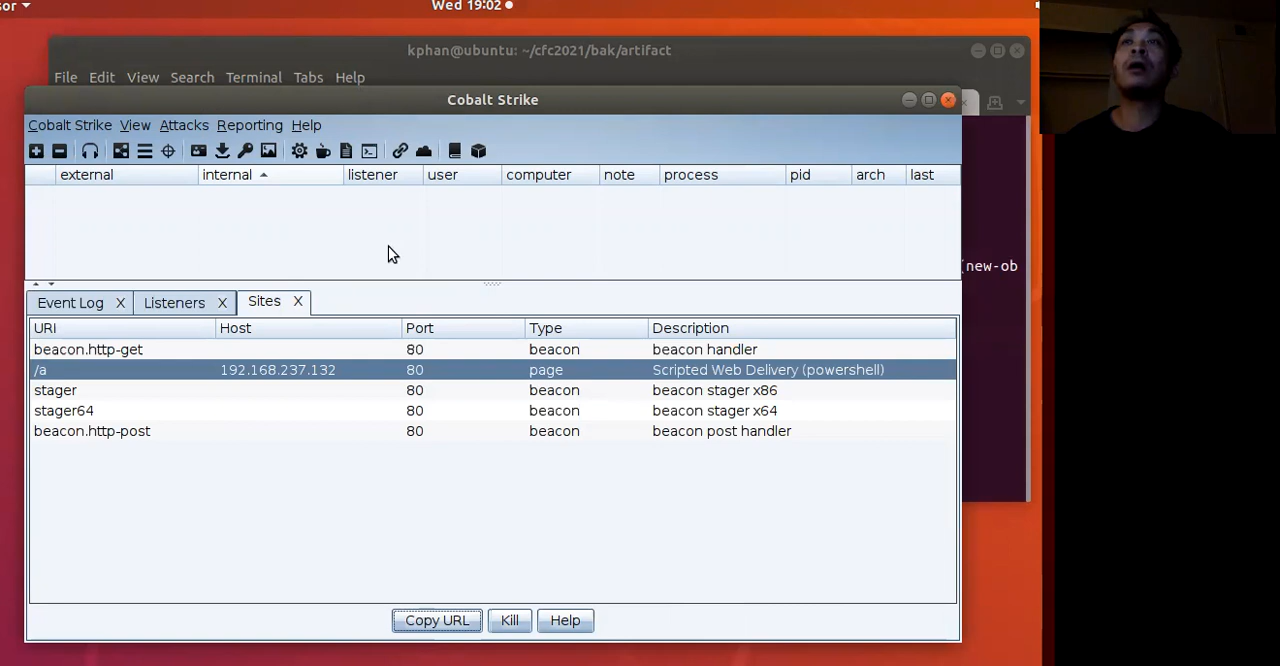 sor
Wed 19:02
kphan@ubuntu: ~/cfc2021/bak/artifact
File Edit View Search Terminal Tabs Help
Cobalt Strike
Cobalt Strike View Attacks Reporting Help
external internal listener user computer note process pid arch last
(new-ob
Event Log X Listeners X Sites X
URI Host Port Type Description
beacon.http-get 80 beacon beacon handler
/a 192.168.237.132 80 page Scripted Web Delivery (powershell)
stager 80 beacon beacon stager x86
stager64 80 beacon beacon stager x64
beacon.http-post 80 beacon beacon post handler
Copy URL Kill Help